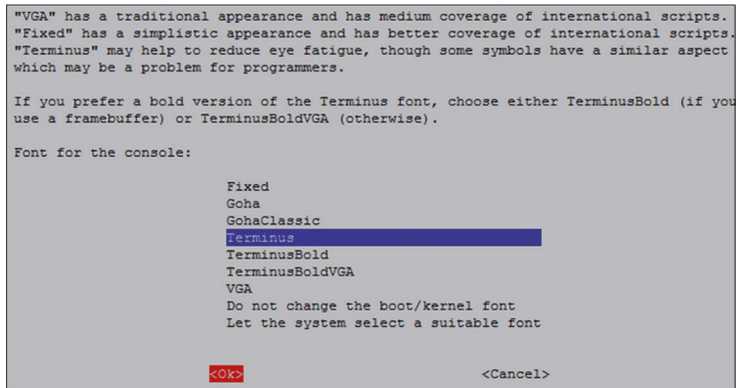 "VGA" has a traditional appearance and has medium coverage of international scripts.
"Fixed" has a simplistic appearance and has better coverage of international scripts.
"Terminus" may help to reduce eye fatigue, though some symbols have a similar aspect
which may be a problem for programmers.
If you prefer a bold version of the Terminus font, choose either TerminusBold (if you
use a framebuffer) or TerminusBoldVGA (otherwise).
Font for the console:
Fixed
Goha
GohaClassic
Terminus
TerminusBold
TerminusBoldVGA
VGA
Do not change the boot/kernel font
Let the system select a suitable font
<Ok> <Cancel>